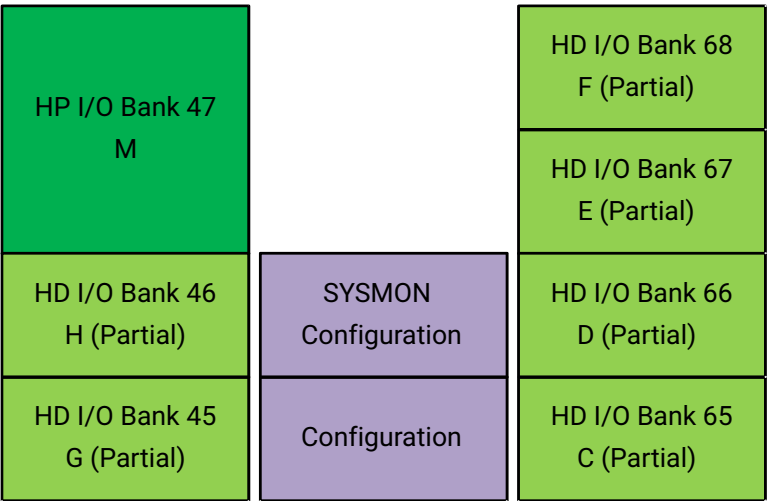 HP I/O Bank 47
M
HD I/O Bank 46
H (Partial)
HD I/O Bank 45
G (Partial)
SYSMON
Configuration
Configuration
HD I/O Bank 68
F (Partial)
HD I/O Bank 67
E (Partial)
HD I/O Bank 66
D (Partial)
HD I/O Bank 65
C (Partial)